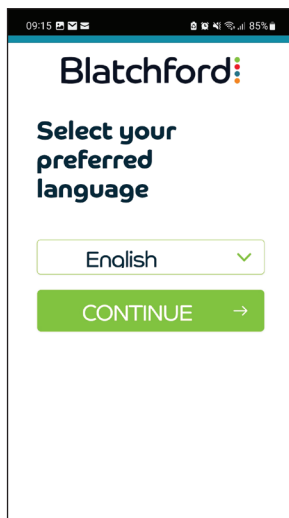 09:15 85%
Blatchford
Select your
preferred
language
English
CONTINUE